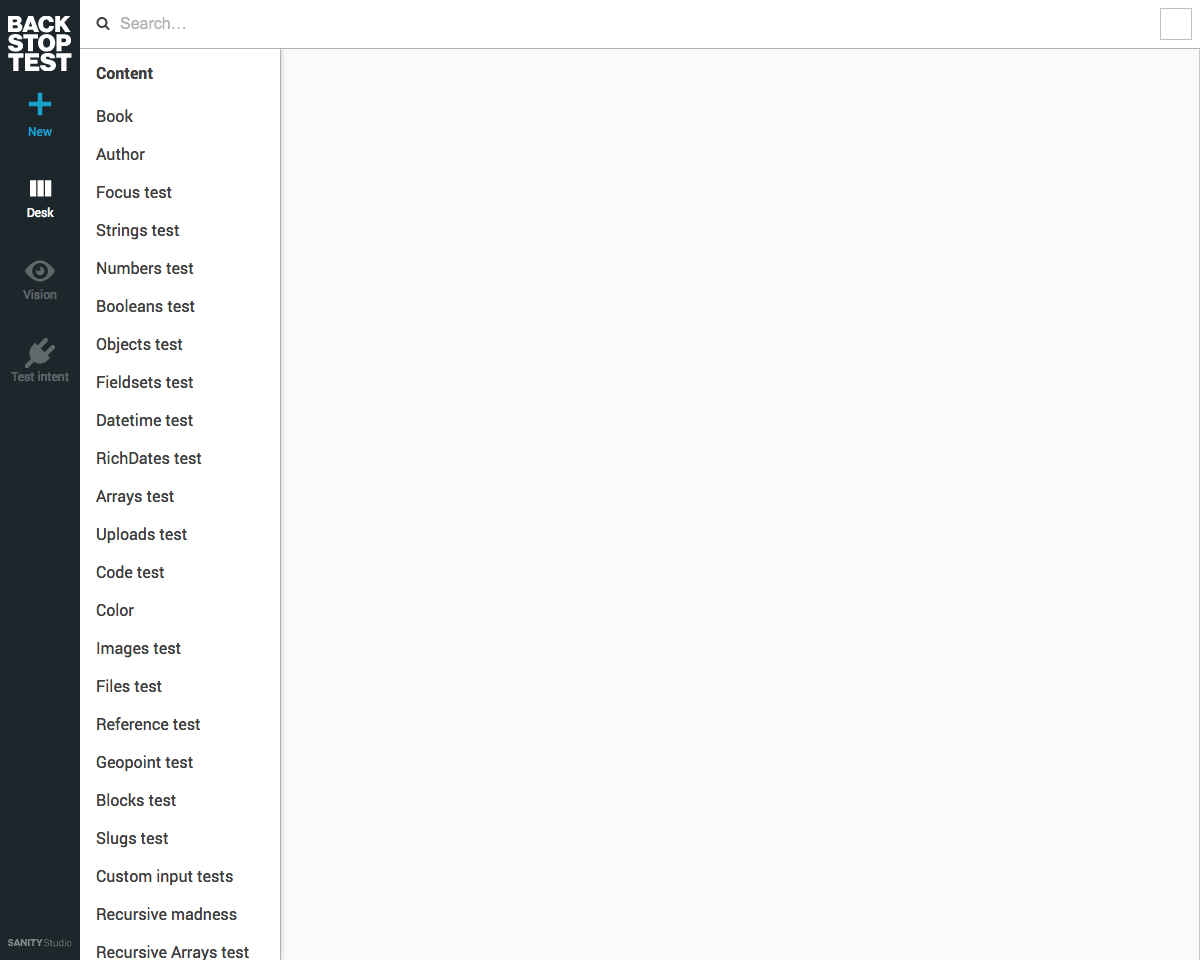 BACK
STOP
TEST
New
Desk
Vision
Test intent
SANITY Studio
Search...
Content
Book
Author
Focus test
Strings test
Numbers test
Booleans test
Objects test
Fieldsets test
Datetime test
RichDates test
Arrays test
Uploads test
Code test
Color
Images test
Files test
Reference test
Geopoint test
Blocks test
Slugs test
Custom input tests
Recursive madness
Recursive Arrays test